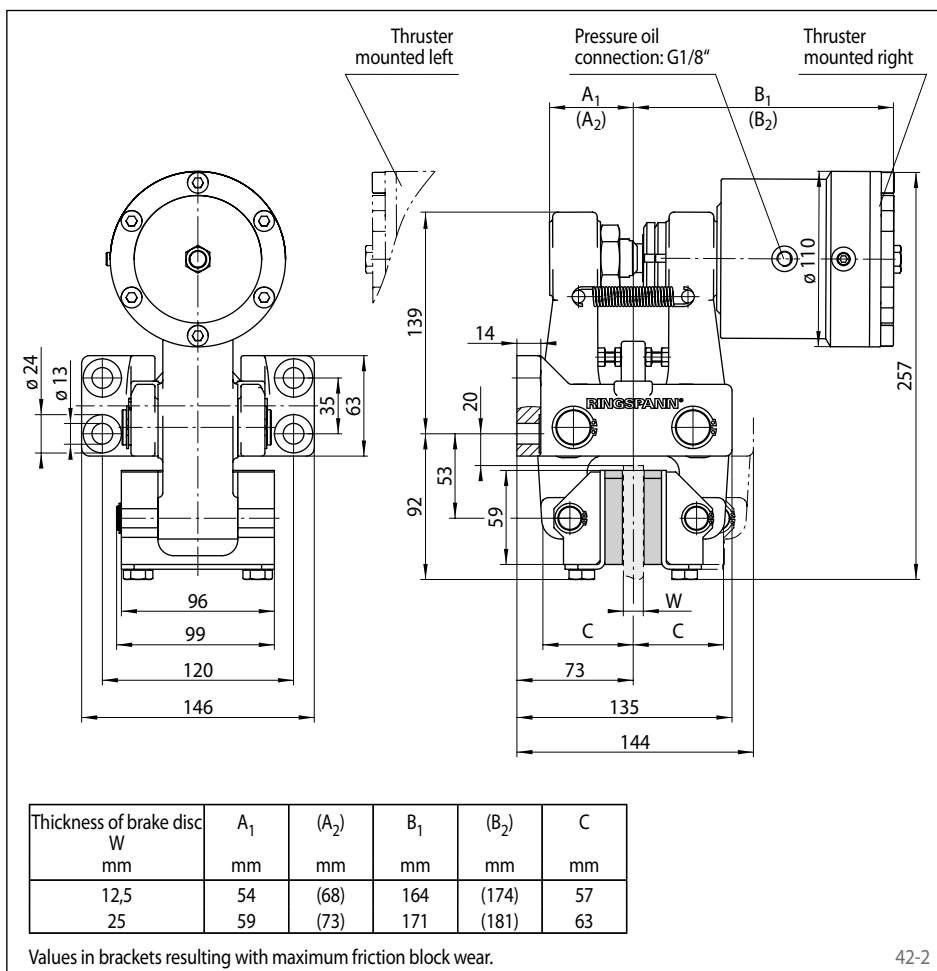 Thruster
mounted left
Pressure oil
connection: G1/8“
Thruster
mounted right
A1
(A2)
B1
(B2)
139
14
ø 110
257
ø 24
ø 13
35
63
20
RINGSPANN®
53
92
59
96
W
99
C
C
120
73
146
135
144
Thickness of brake disc A1 (A2) B1 (B2) C
W
mm mm mm mm mm mm
12,5 54 (68) 164 (174) 57
25 59 (73) 171 (181) 63
Values in brackets resulting with maximum friction block wear.
42-2